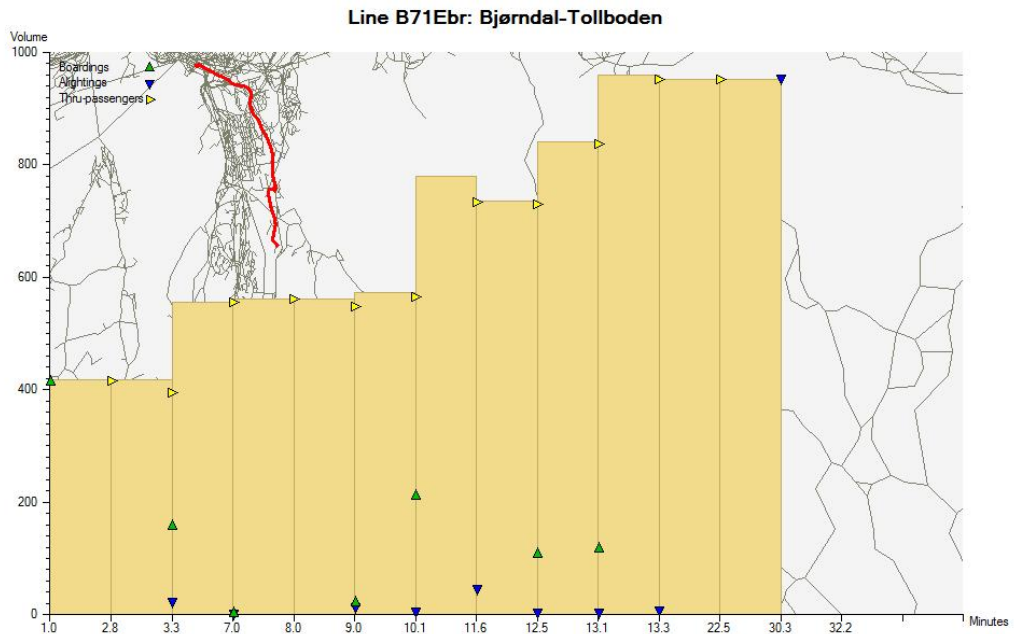 Line B71Ebr: Bjørndal-Tollboden
Volume
1000
Boardings
Alightings
Thru-passengers
800
600
400
200
0
1.0 2.8 3.3 7.0 8.0 9.0 10.1 11.6 12.5 13.1 13.3 22.5 30.3 32.2 Minutes